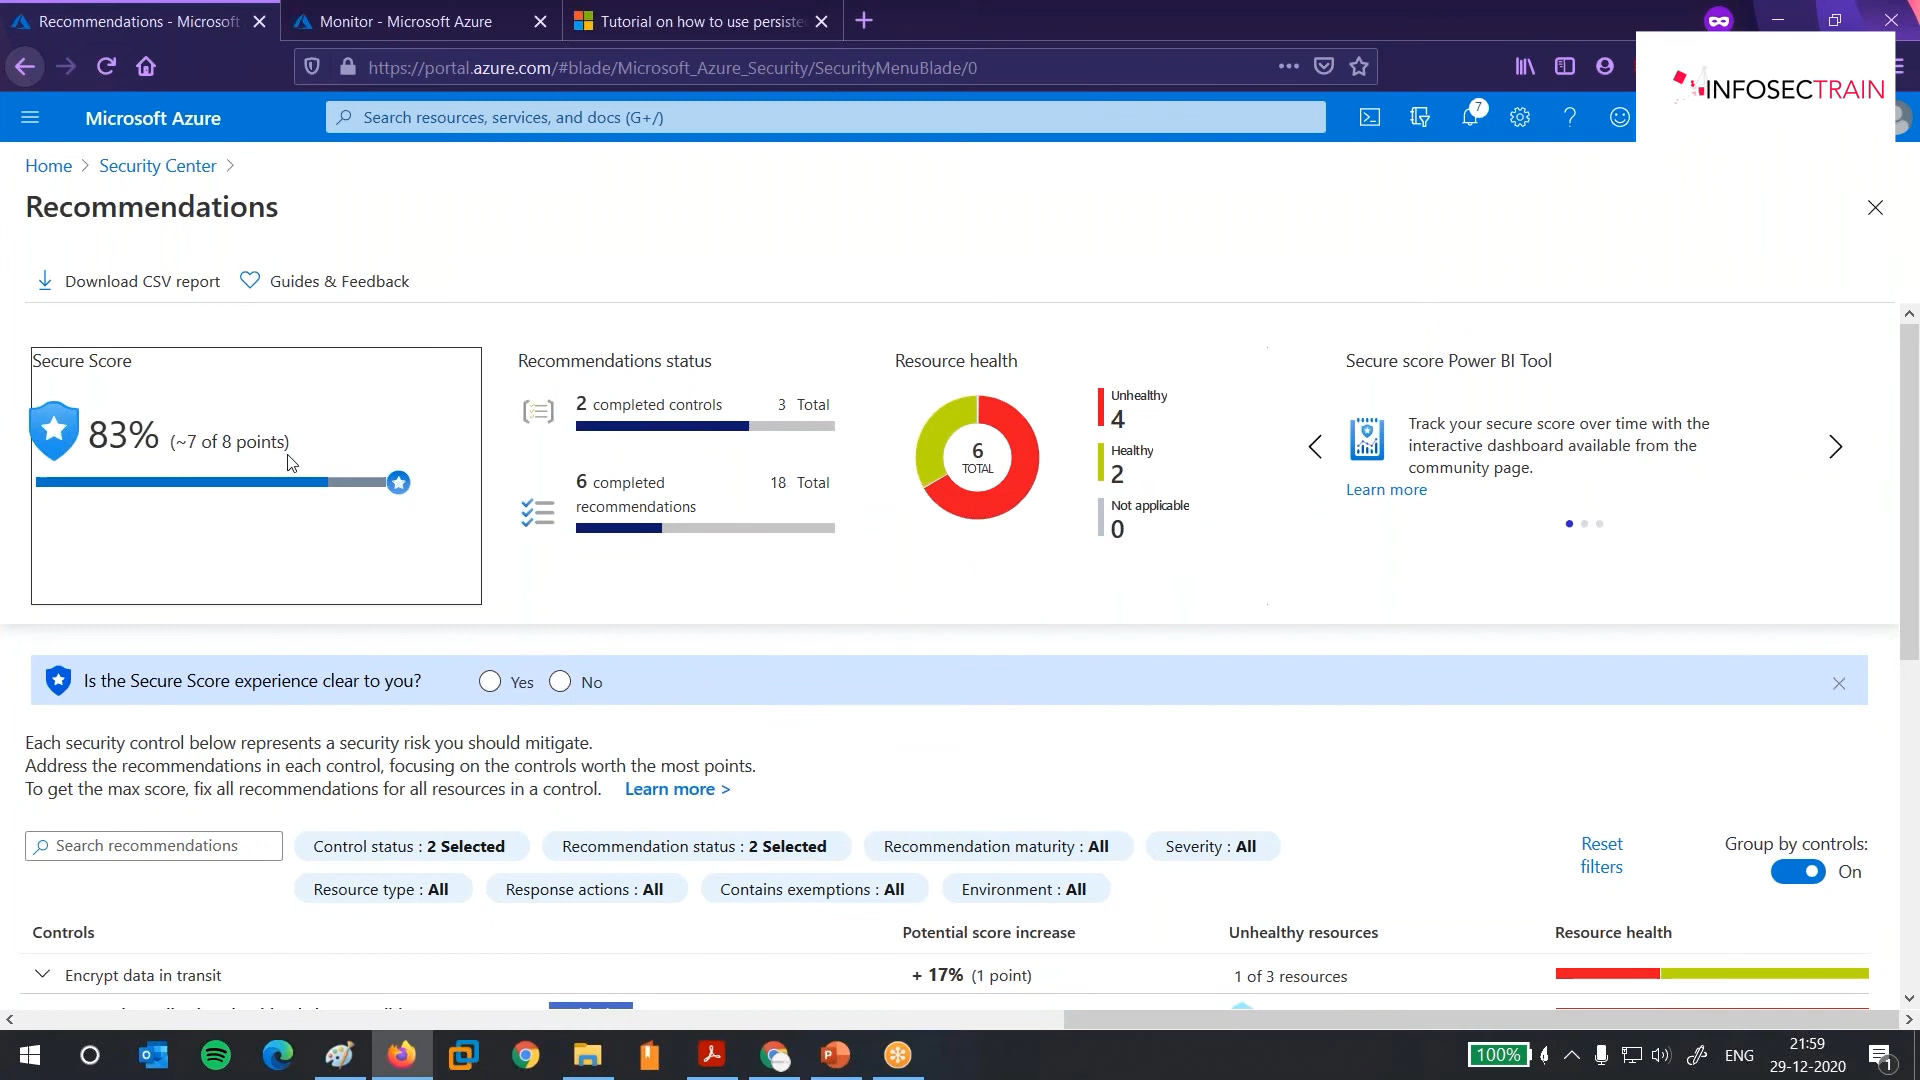 Recommendations - Microsoft
Monitor - Microsoft Azure
Tutorial on how to use persiste
https://portal.azure.com/#blade/Microsoft_Azure_Security/SecurityMenuBlade/0
INFOSECTRAIN
Microsoft Azure
Search resources, services, and docs (G+/)
7
Home > Security Center >
Recommendations
Download CSV report
Guides & Feedback
Secure Score
83% (~7 of 8 points)
Recommendations status
2 completed controls 3 Total
6 completed recommendations 18 Total
Resource health
6
TOTAL
Unhealthy
4
Healthy
2
Not applicable
0
Secure score Power BI Tool
Track your secure score over time with the
interactive dashboard available from the
community page.
Learn more
Is the Secure Score experience clear to you? Yes No
Each security control below represents a security risk you should mitigate.
Address the recommendations in each control, focusing on the controls worth the most points.
To get the max score, fix all recommendations for all resources in a control. Learn more >
Search recommendations
Control status : 2 Selected
Recommendation status : 2 Selected
Recommendation maturity : All
Severity : All
Resource type : All
Response actions : All
Contains exemptions : All
Environment : All
Reset
filters
Group by controls:
On
Controls Potential score increase Unhealthy resources Resource health
Encrypt data in transit + 17% (1 point) 1 of 3 resources
100%
ENG
21:59
29-12-2020
1